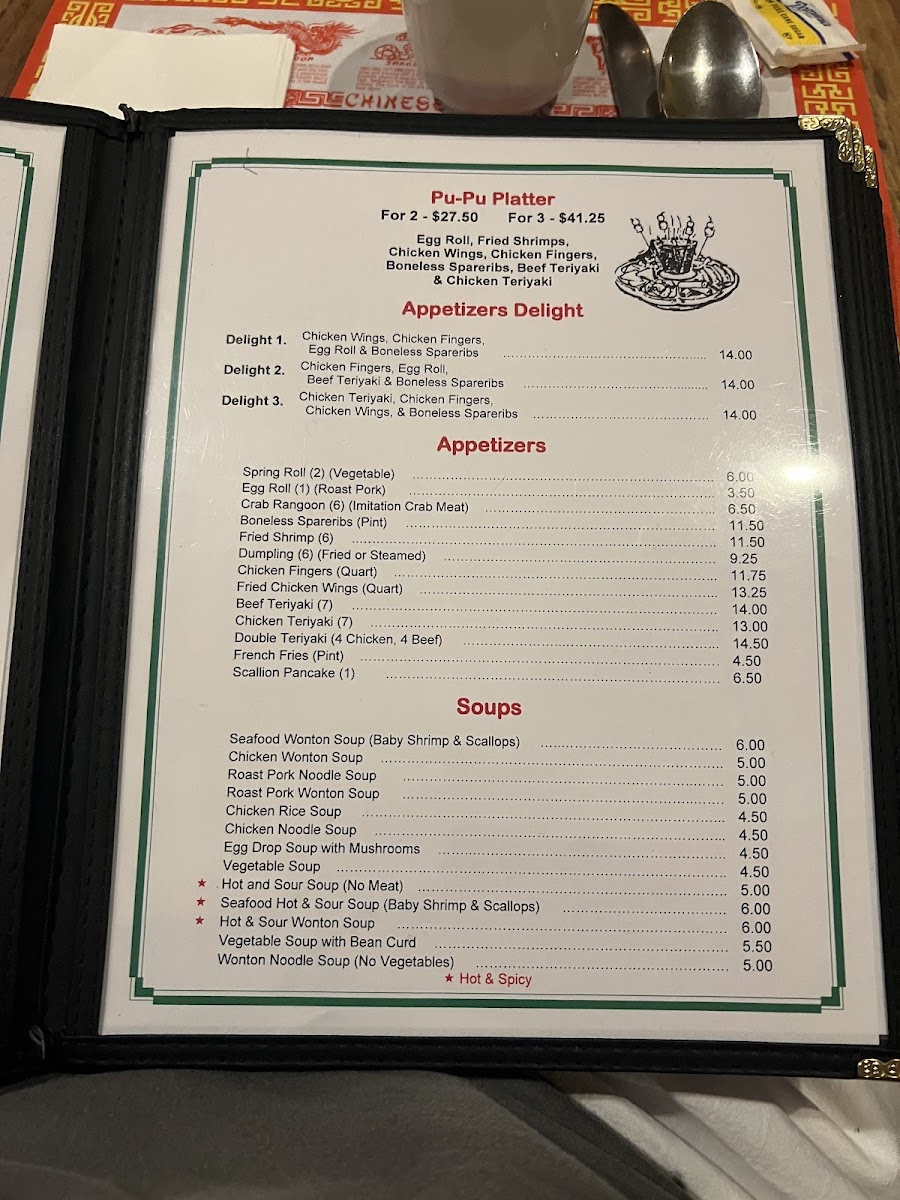 CHINESE
Pu-Pu Platter
For 2 - $27.50 For 3 - $41.25
Egg Roll, Fried Shrimps,
Chicken Wings, Chicken Fingers,
Boneless Spareribs, Beef Teriyaki
& Chicken Teriyaki
Appetizers Delight
Delight 1. Chicken Wings, Chicken Fingers,
Egg Roll & Boneless Spareribs 14.00
Delight 2. Chicken Fingers, Egg Roll,
Beef Teriyaki & Boneless Spareribs 14.00
Delight 3. Chicken Teriyaki, Chicken Fingers,
Chicken Wings, & Boneless Spareribs 14.00
Appetizers
Spring Roll (2) (Vegetable) 6.00
Egg Roll (1) (Roast Pork) 3.50
Crab Rangoon (6) (Imitation Crab Meat) 6.50
Boneless Spareribs (Pint) 11.50
Fried Shrimp (6) 11.50
Dumpling (6) (Fried or Steamed) 9.25
Chicken Fingers (Quart) 11.75
Fried Chicken Wings (Quart) 13.25
Beef Teriyaki (7) 14.00
Chicken Teriyaki (7) 13.00
Double Teriyaki (4 Chicken, 4 Beef) 14.50
French Fries (Pint) 4.50
Scallion Pancake (1) 6.50
Soups
Seafood Wonton Soup (Baby Shrimp & Scallops) 6.00
Chicken Wonton Soup 5.00
Roast Pork Noodle Soup 5.00
Roast Pork Wonton Soup 5.00
Chicken Rice Soup 4.50
Chicken Noodle Soup 4.50
Egg Drop Soup with Mushrooms 4.50
Vegetable Soup 4.50
★ Hot and Sour Soup (No Meat) 5.00
★ Seafood Hot & Sour Soup (Baby Shrimp & Scallops) 6.00
★ Hot & Sour Wonton Soup 6.00
Vegetable Soup with Bean Curd 5.50
Wonton Noodle Soup (No Vegetables) 5.00
★ Hot & Spicy